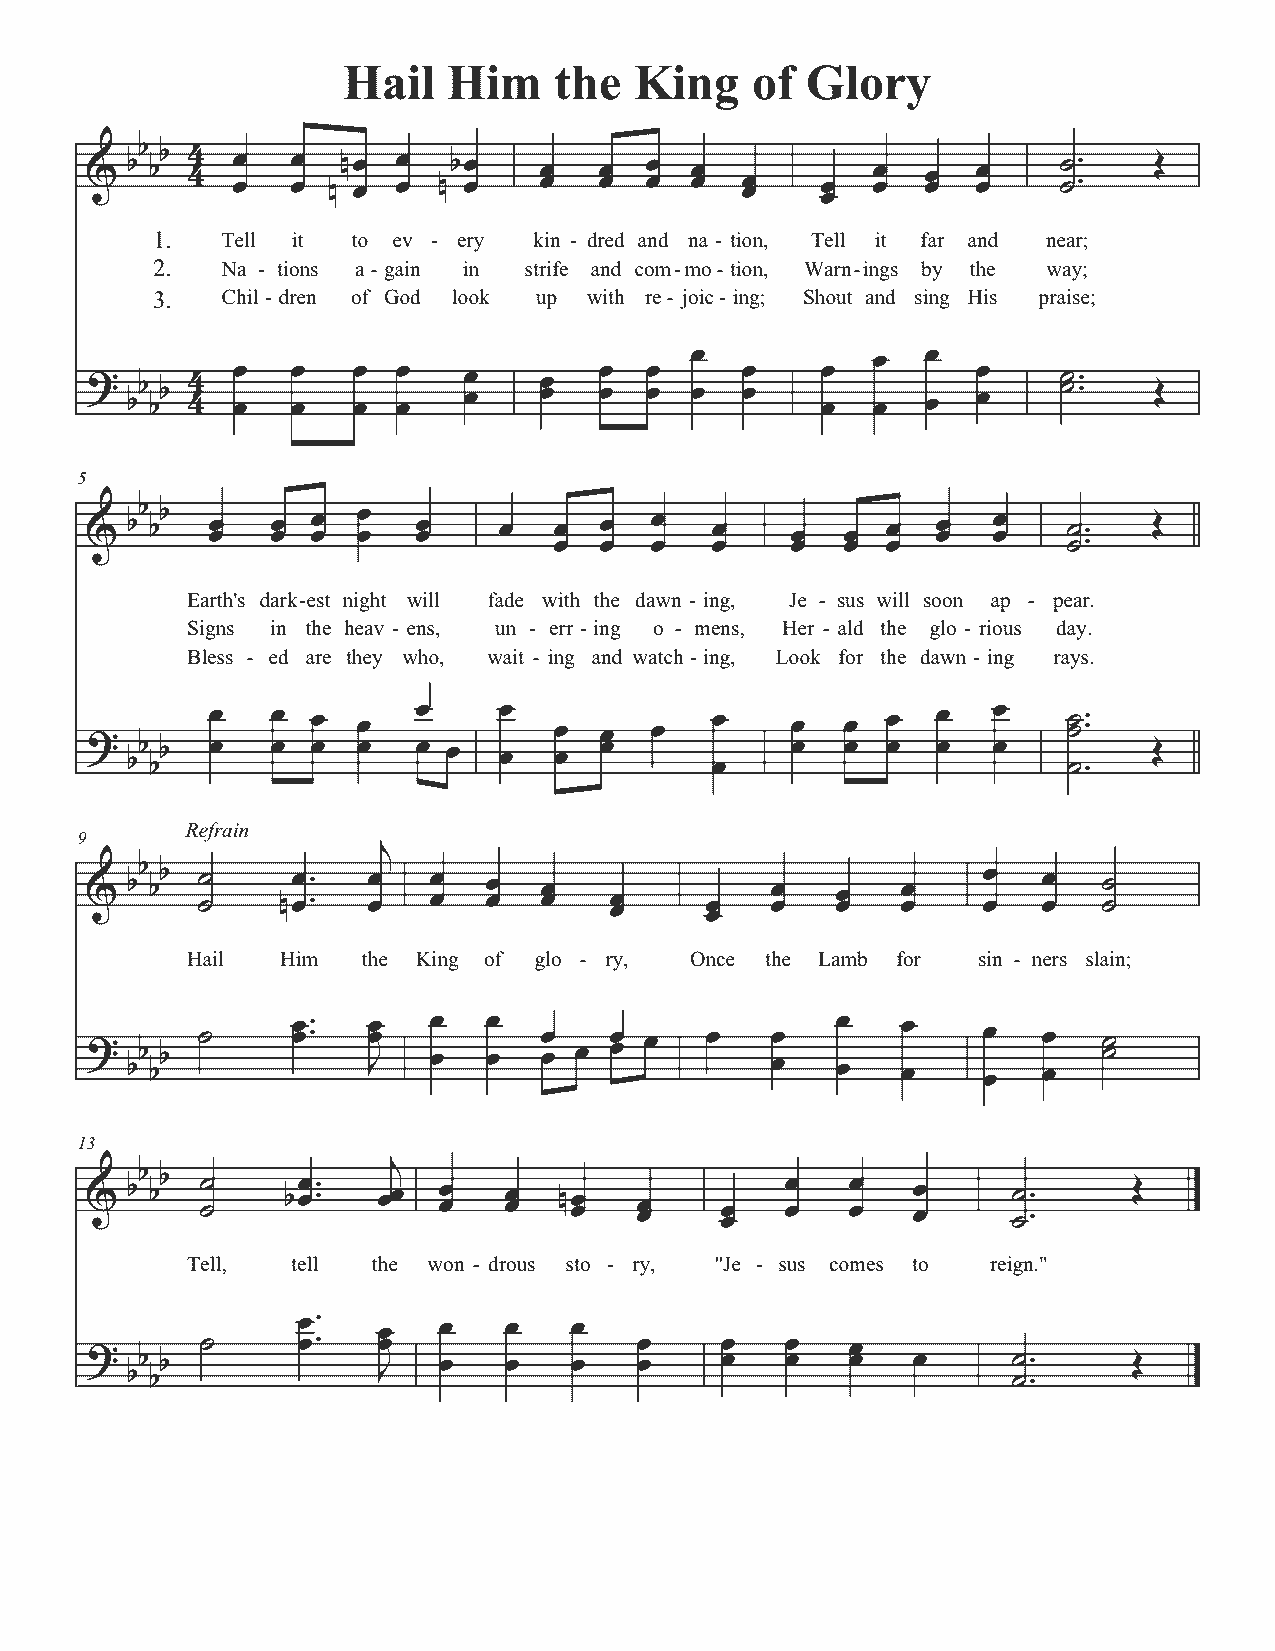 Hail Him the King of Glory
1. Tell it to ev - ery kin - dred and na - tion, Tell it far and near;
2. Na - tions a - gain in strife and com - mo - tion, Warn - ings by the way;
3. Chil - dren of God look up with re - joic - ing; Shout and sing His praise;
5
Earth's dark-est night will fade with the dawn - ing, Je - sus will soon ap - pear.
Signs in the heav - ens, un - err - ing o - mens, Her - ald the glo - rious day.
Bless - ed are they who, wait - ing and watch - ing, Look for the dawn - ing rays.
Refrain
9
Hail Him the King of glo - ry, Once the Lamb for sin - ners slain;
13
Tell, tell the won - drous sto - ry, "Je - sus comes to reign."